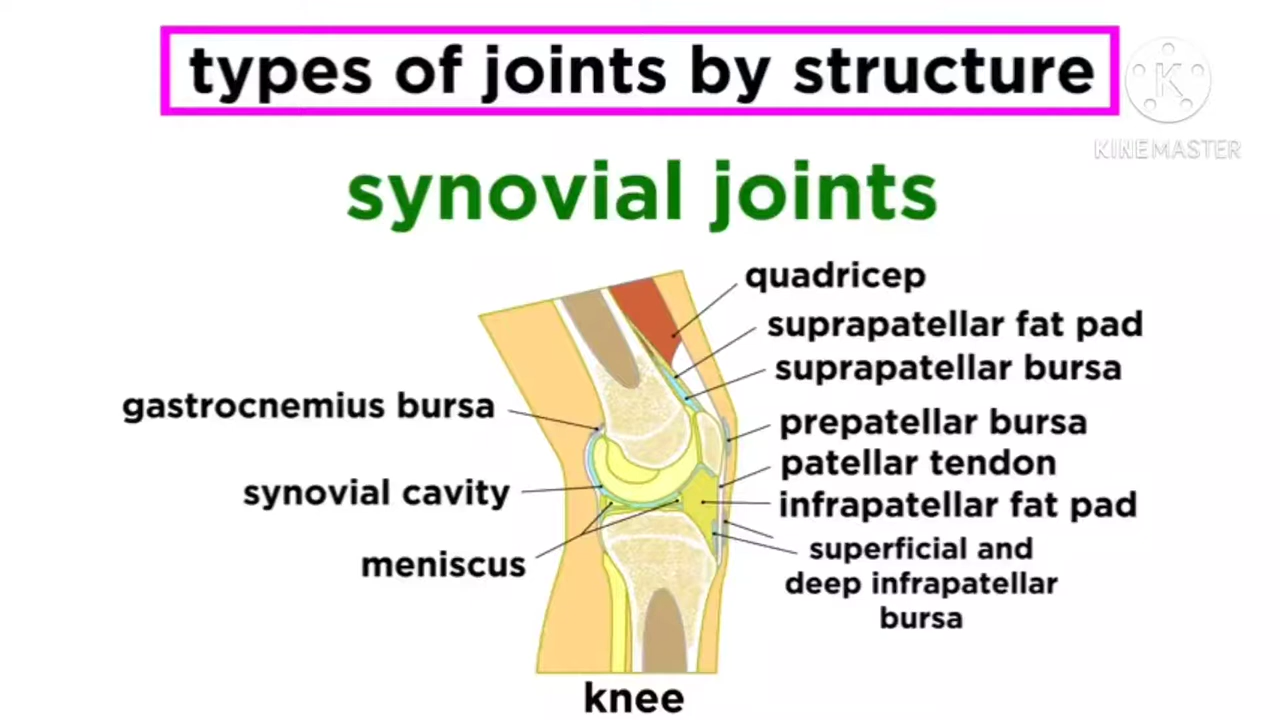 types of joints by structure
K
KINEMASTER
synovial joints
quadricep
suprapatellar fat pad
suprapatellar bursa
gastrocnemius bursa
prepatellar bursa
patellar tendon
synovial cavity
infrapatellar fat pad
meniscus
superficial and
deep infrapatellar
bursa
knee